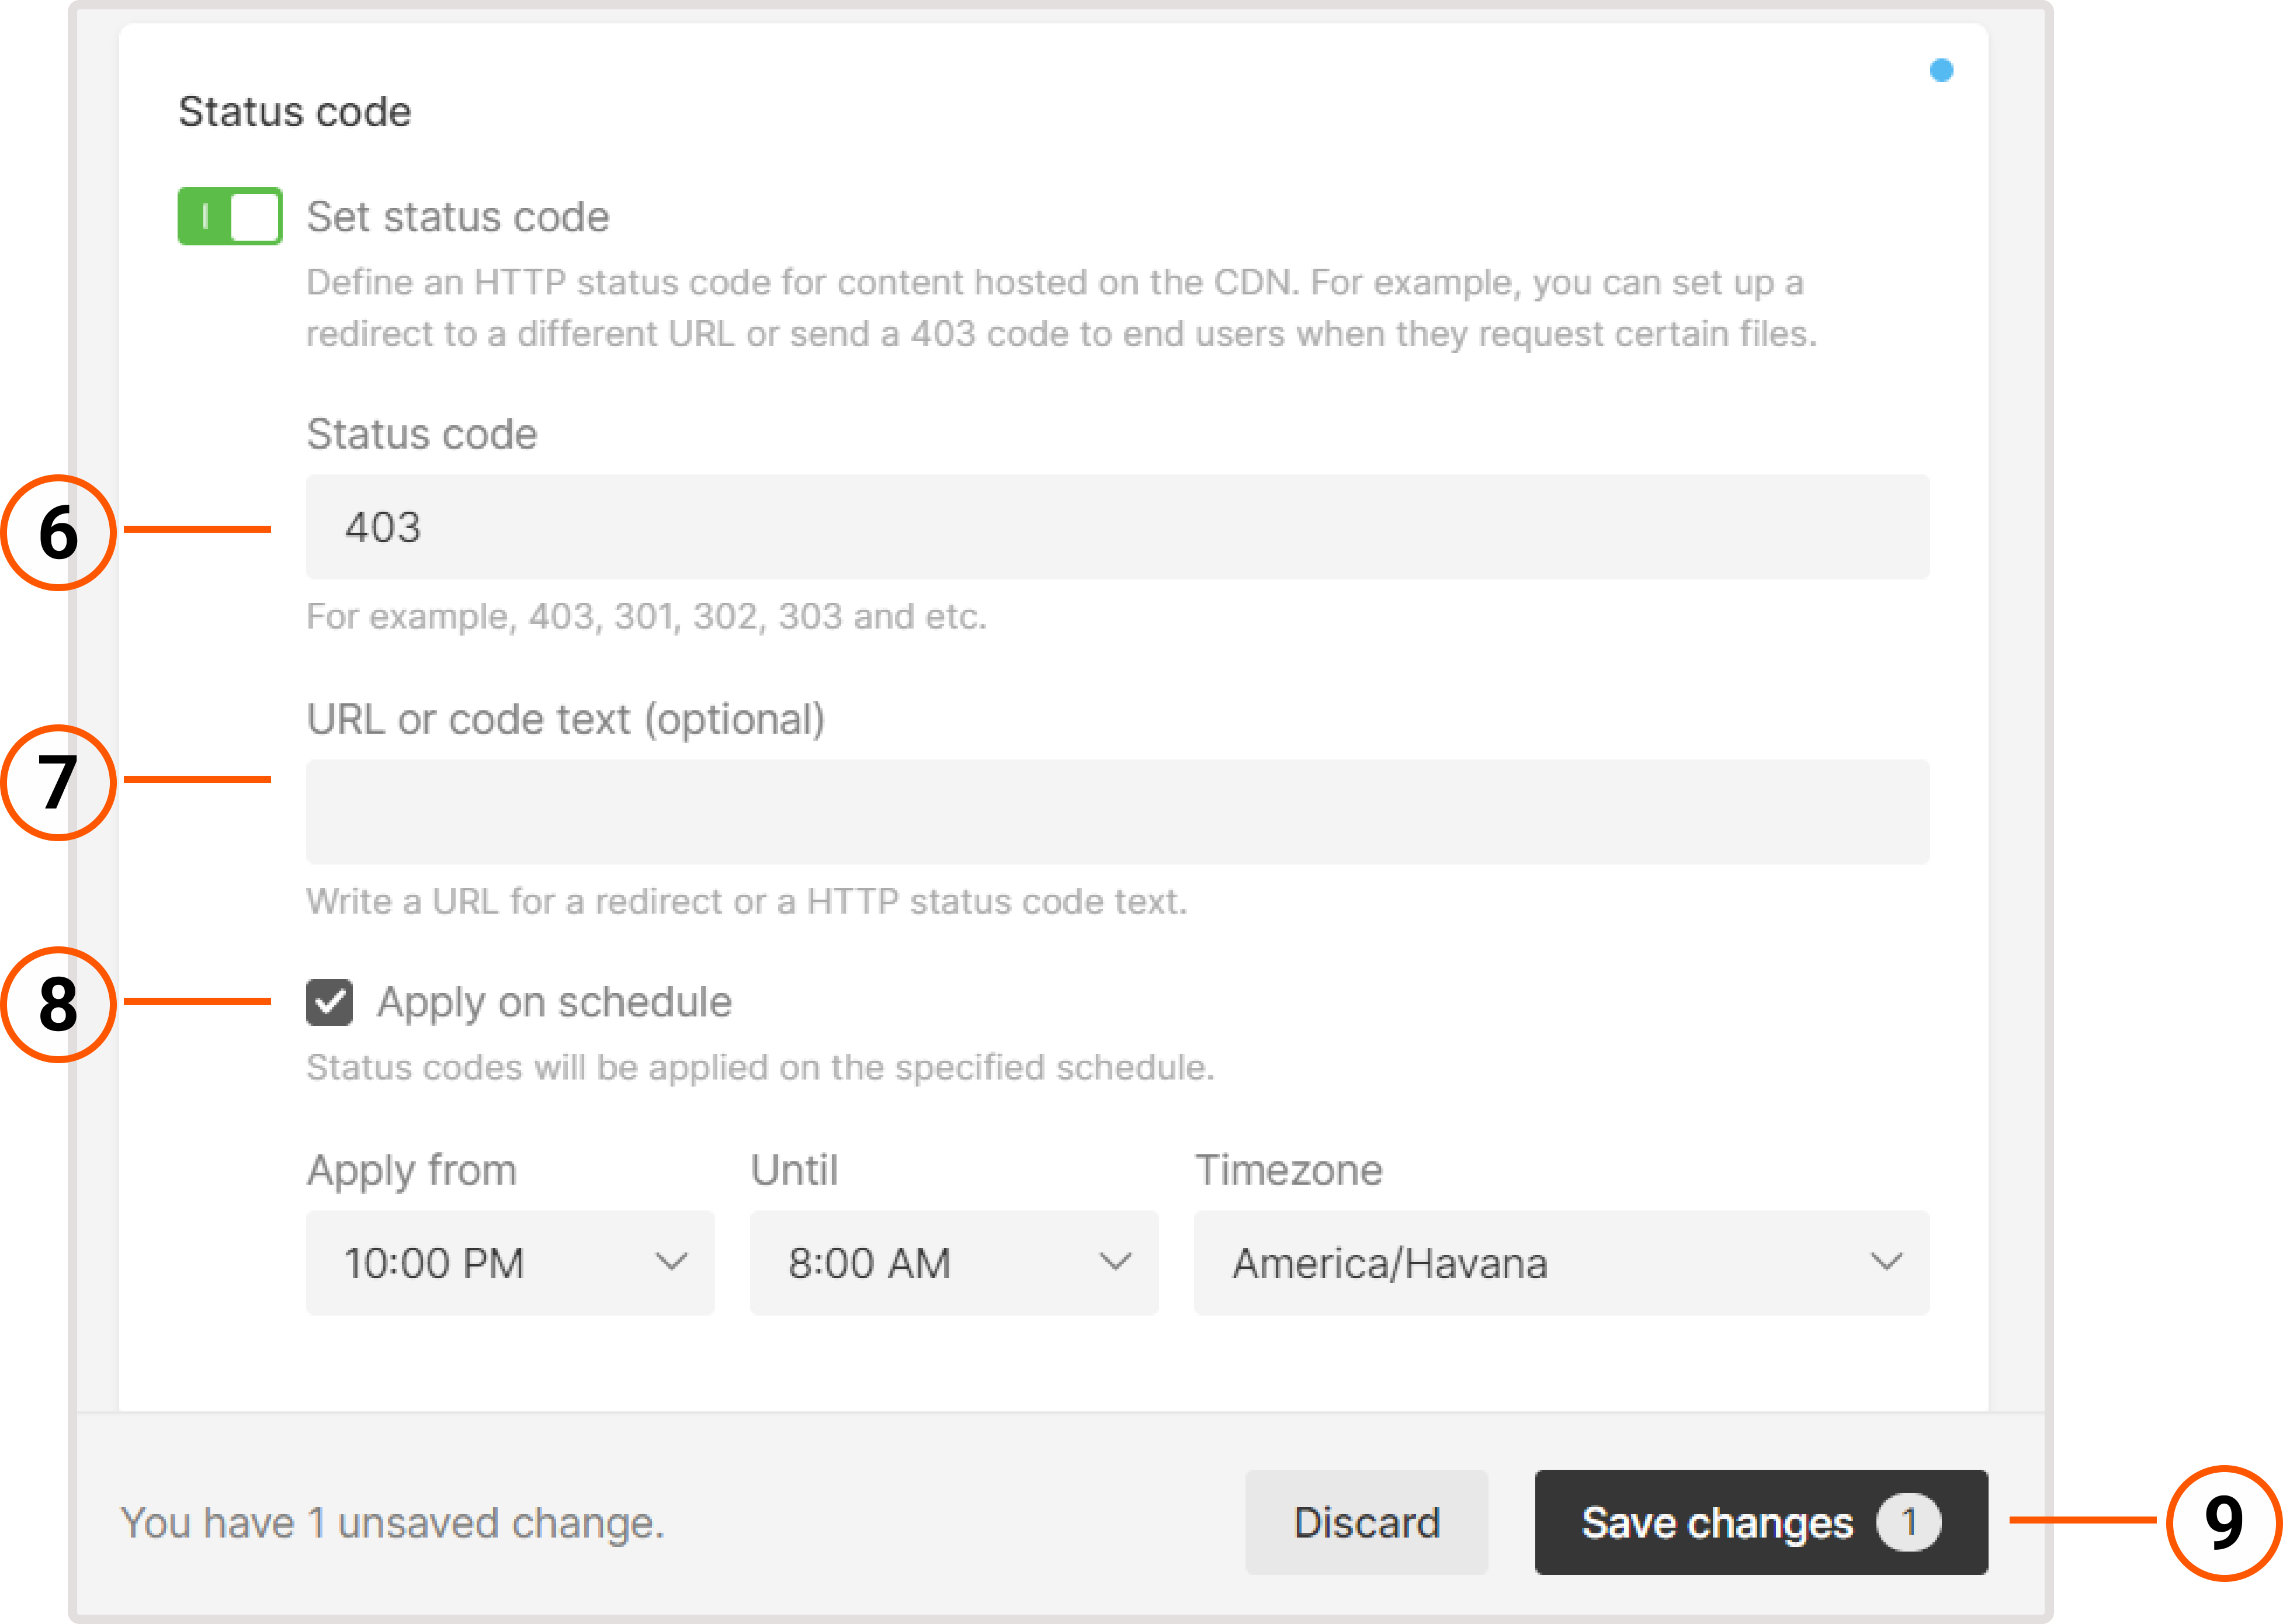 Status code
Set status code
Define an HTTP status code for content hosted on the CDN. For example, you can set up a
redirect to a different URL or send a 403 code to end users when they request certain files.
Status code
6
403
For example, 403, 301, 302, 303 and etc.
URL or code text (optional)
7
Write a URL for a redirect or a HTTP status code text.
8
Apply on schedule
Status codes will be applied on the specified schedule.
Apply from Until Timezone
10:00 PM 8:00 AM America/Havana
You have 1 unsaved change. Discard Save changes 1 9